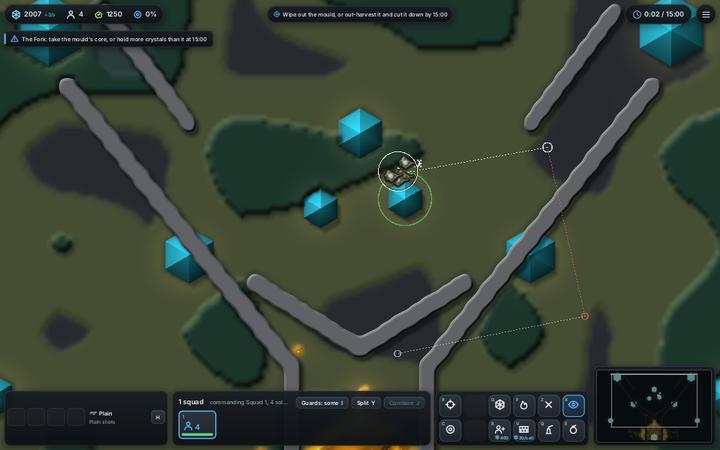 2007 +3/s 4 1250 0%
Wipe out the mould, or out-harvest it and cut it down by 15:00
0:02 / 15:00
The Fork: take the mould's core, or hold more crystals than it at 15:00
Plain
Plain shots
H
1 squad commanding Squad 1, 4 sol... Guards: some I Split Y Combine J
1
4
400